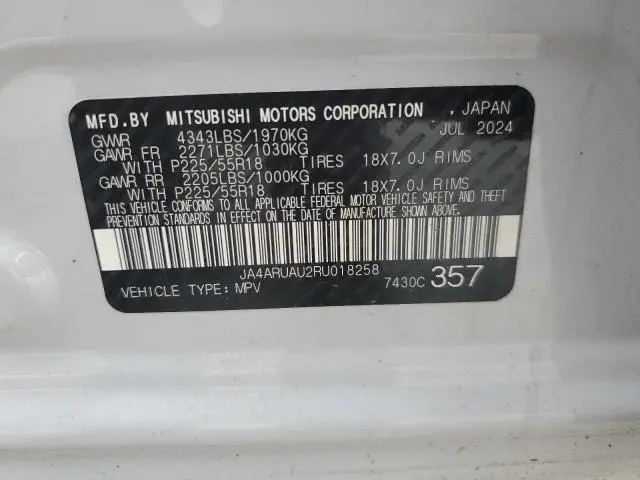 MFD.BY MITSUBISHI MOTORS CORPORATION , JAPAN
GVWR 4343LBS/1970KG JUL 2024
GAWR FR 2271LBS/1030KG
WITH P225/55R18 TIRES 18X7.0J RIMS
GAWR RR 2205LBS/1000KG
WITH P225/55R18 TIRES 18X7.0J RIMS
THIS VEHICLE CONFORMS TO ALL APPLICABLE FEDERAL MOTOR VEHICLE SAFETY AND THEFT
PREVENTION STANDARDS IN EFFECT ON THE DATE OF MANUFACTURE SHOWN ABOVE.
JA4ARUAU2RU018258
VEHICLE TYPE: MPV 7430C 357